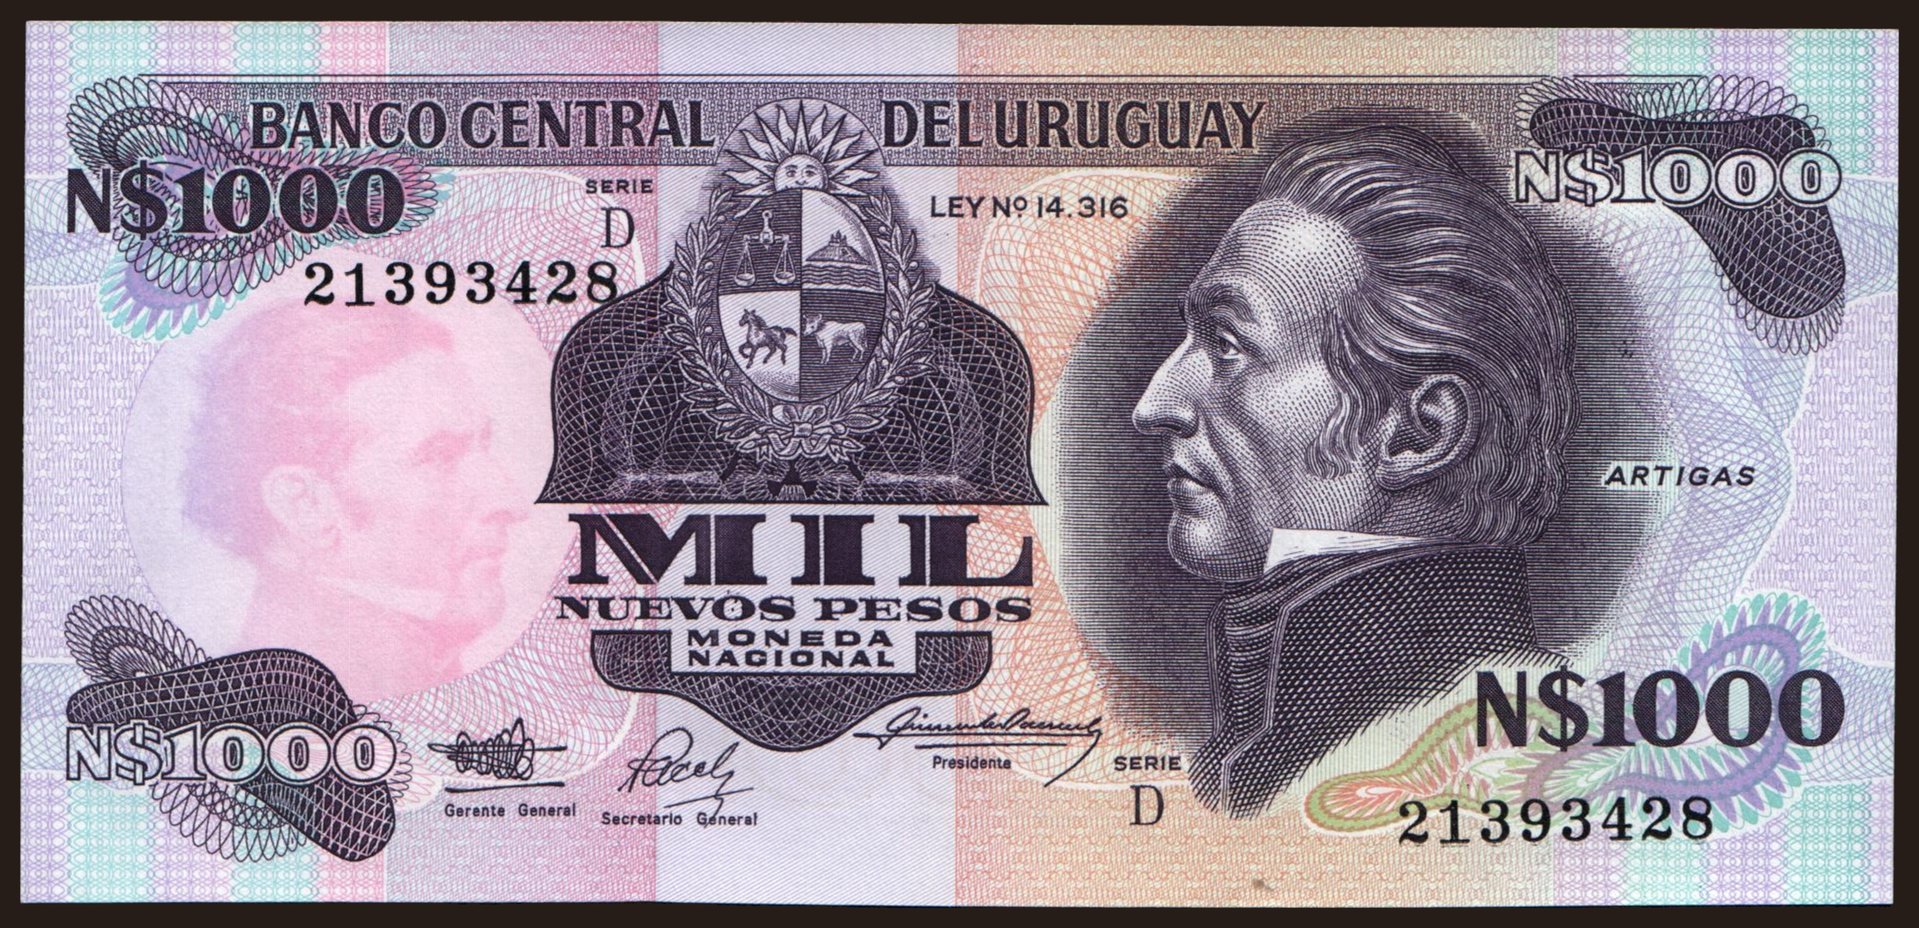 BANCO CENTRAL DEL URUGUAY
N$1000
N$1000
SERIE
D
LEY Nº 14.316
21393428
ARTIGAS
MIL
NUEVOS PESOS
MONEDA
NACIONAL
N$1000
N$1000
Gerente General
Secretario General
Presidente
SERIE
D
21393428